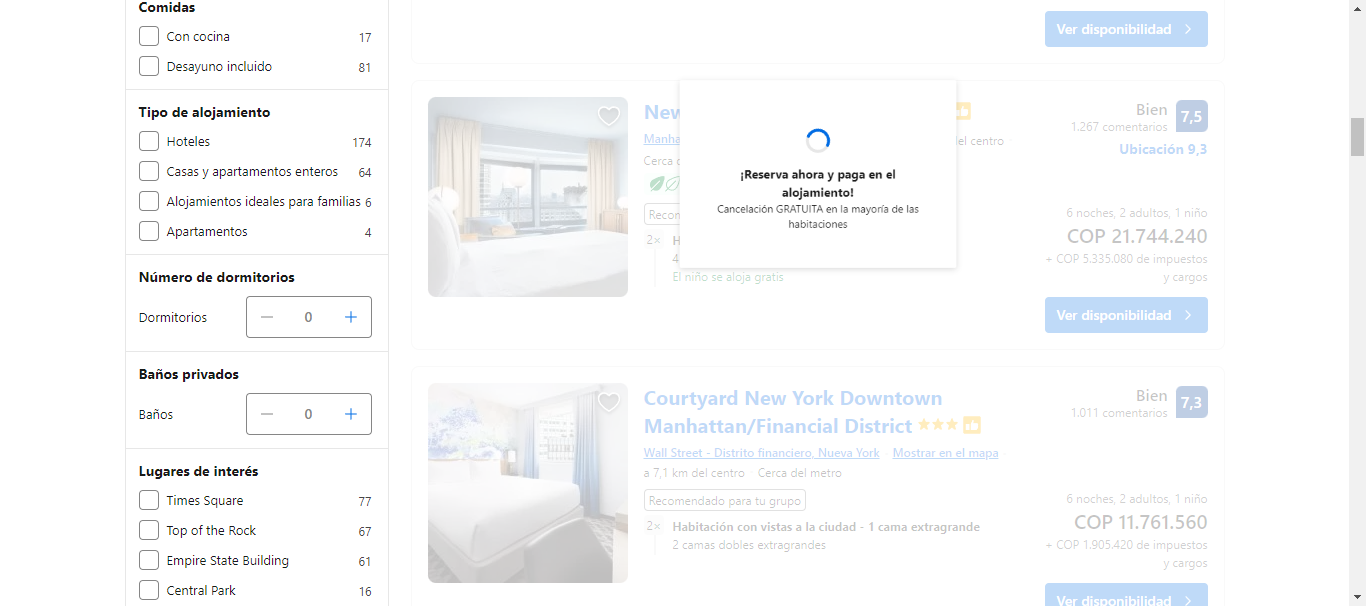 Comidas
Con cocina 17
Desayuno incluido 81
Tipo de alojamiento
Hoteles 174
Casas y apartamentos enteros 64
Alojamientos ideales para familias 6
Apartamentos 4
Número de dormitorios
Dormitorios 0
Baños privados
Baños 0
Lugares de interés
Times Square 77
Top of the Rock 67
Empire State Building 61
Central Park 16
Ver disponibilidad
¡Reserva ahora y paga en el
alojamiento!
Cancelación GRATUITA en la mayoría de las
habitaciones
New
Manha
Cerca
del centro
Recom
2×
El niño se aloja gratis
Bien 7,5
1.267 comentarios
Ubicación 9,3
6 noches, 2 adultos, 1 niño
COP 21.744.240
+ COP 5.335.080 de impuestos
y cargos
Ver disponibilidad
Courtyard New York Downtown
Manhattan/Financial District
Wall Street - Distrito financiero, Nueva York Mostrar en el mapa
a 7,1 km del centro · Cerca del metro
Recomendado para tu grupo
2× Habitación con vistas a la ciudad - 1 cama extragrande
2 camas dobles extragrandes
Bien 7,3
1.011 comentarios
6 noches, 2 adultos, 1 niño
COP 11.761.560
+ COP 1.905.420 de impuestos
y cargos
Ver disponibilidad